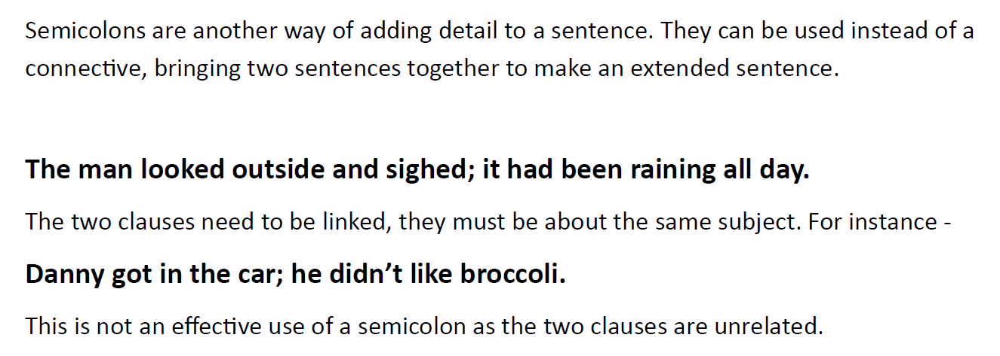 Semicolons are another way of adding detail to a sentence. They can be used instead of a
connective, bringing two sentences together to make an extended sentence.
The man looked outside and sighed; it had been raining all day.
The two clauses need to be linked, they must be about the same subject. For instance -
Danny got in the car; he didn’t like broccoli.
This is not an effective use of a semicolon as the two clauses are unrelated.